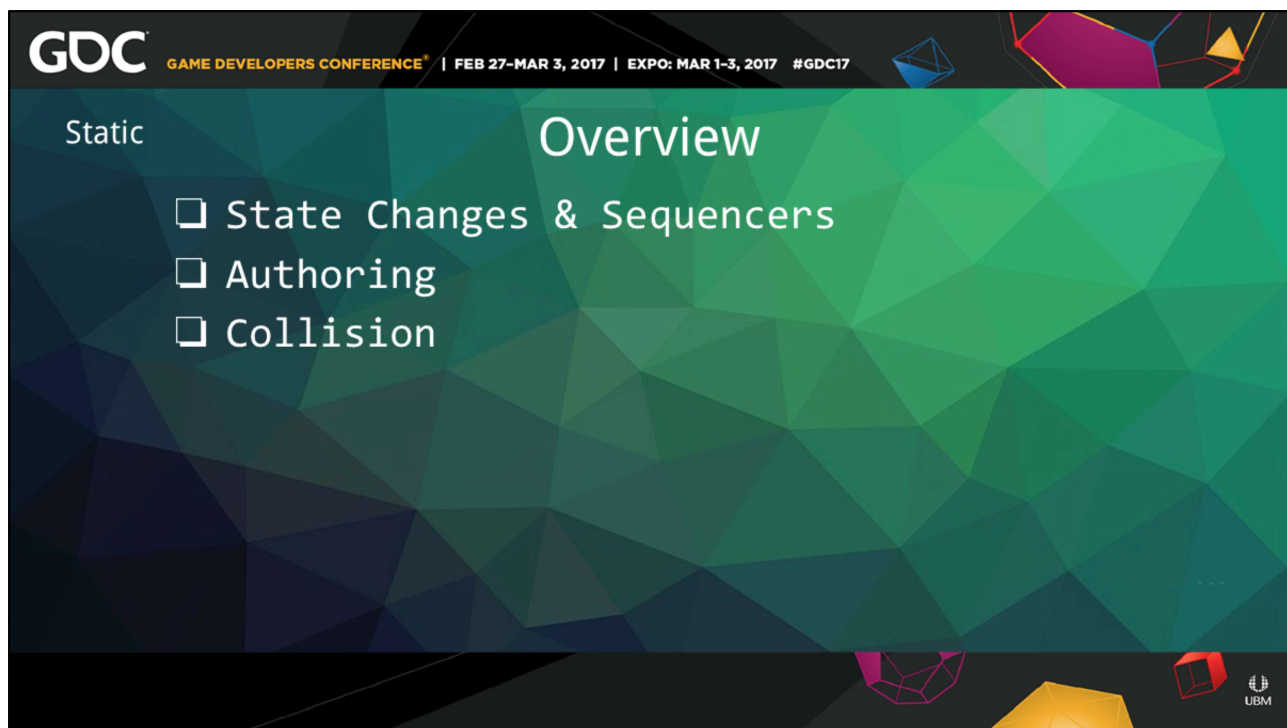 GDC
GAME DEVELOPERS CONFERENCE® | FEB 27–MAR 3, 2017 | EXPO: MAR 1–3, 2017 #GDC17
Static
Overview
❏ State Changes & Sequencers
❏ Authoring
❏ Collision
UBM